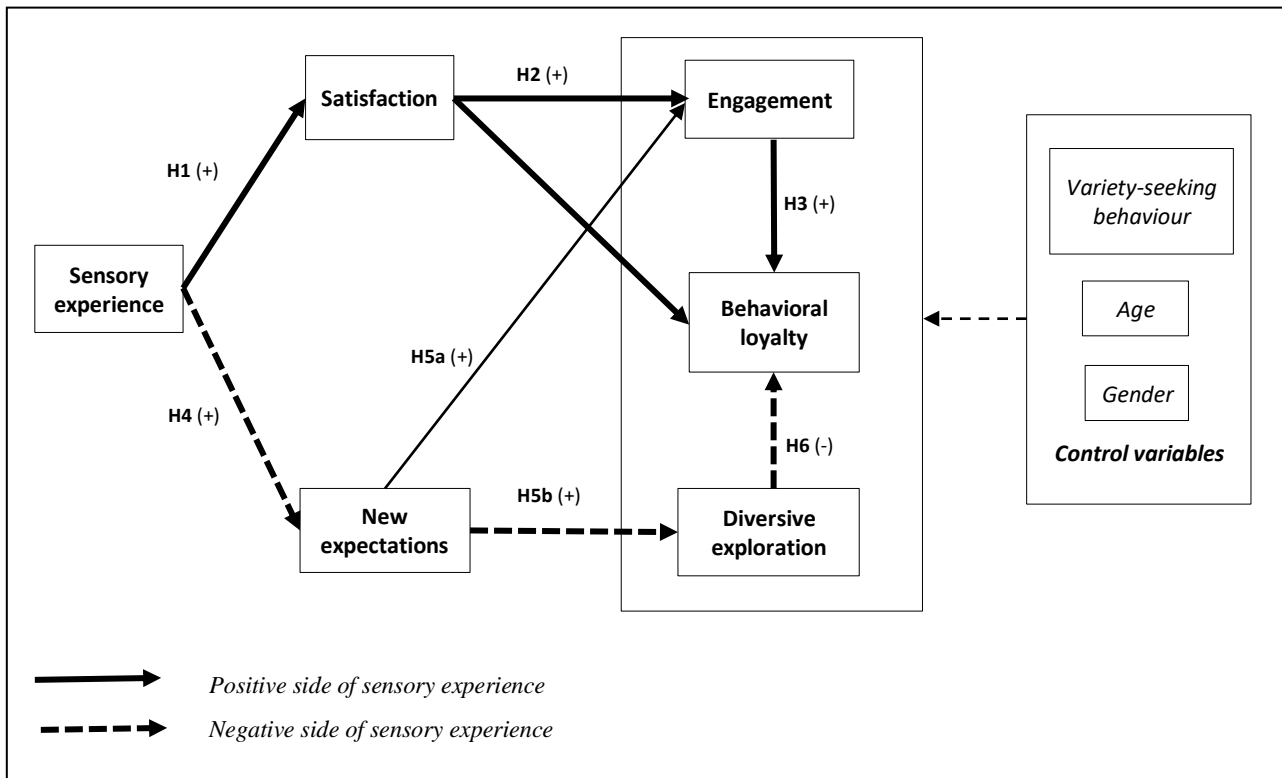 H2 (+)
Satisfaction
Engagement
H1 (+)
Variety-seeking
behaviour
H3 (+)
Sensory
experience
Behavioral
loyalty
Age
H5a (+)
Gender
H4 (+)
H6 (-)
Control variables
H5b (+)
New
expectations
Diversive
exploration
Positive side of sensory experience
Negative side of sensory experience